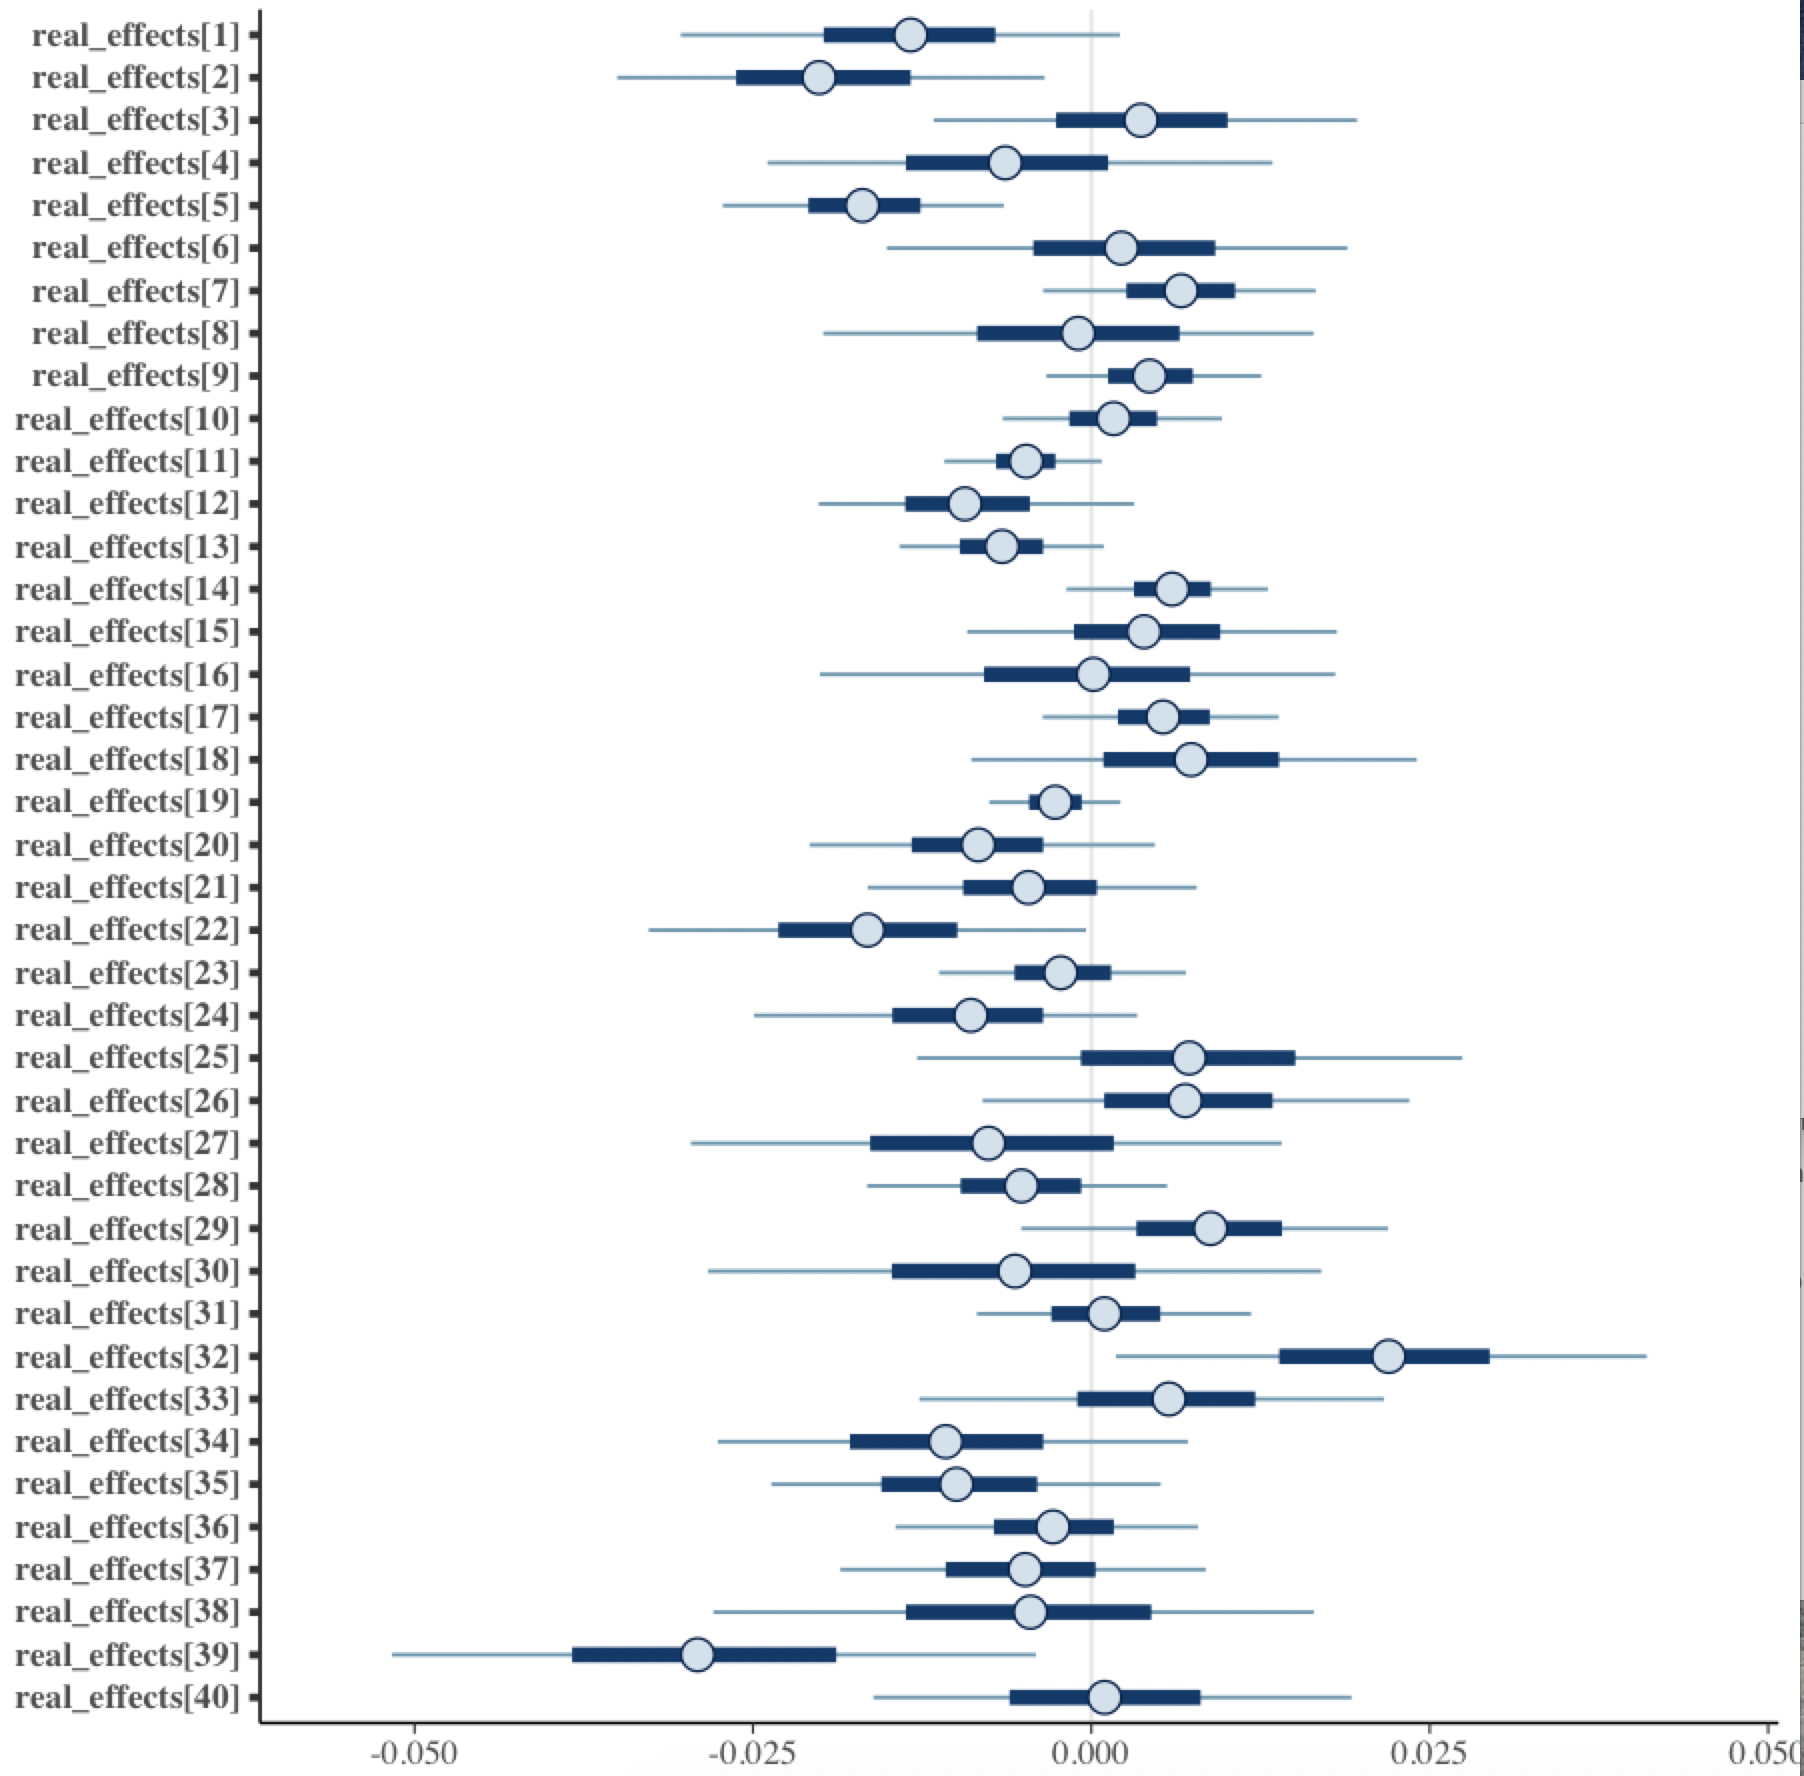 real_effects[1]
real_effects[2]
real_effects[3]
real_effects[4]
real_effects[5]
real_effects[6]
real_effects[7]
real_effects[8]
real_effects[9]
real_effects[10]
real_effects[11]
real_effects[12]
real_effects[13]
real_effects[14]
real_effects[15]
real_effects[16]
real_effects[17]
real_effects[18]
real_effects[19]
real_effects[20]
real_effects[21]
real_effects[22]
real_effects[23]
real_effects[24]
real_effects[25]
real_effects[26]
real_effects[27]
real_effects[28]
real_effects[29]
real_effects[30]
real_effects[31]
real_effects[32]
real_effects[33]
real_effects[34]
real_effects[35]
real_effects[36]
real_effects[37]
real_effects[38]
real_effects[39]
real_effects[40]
-0.050 -0.025 0.000 0.025 0.050